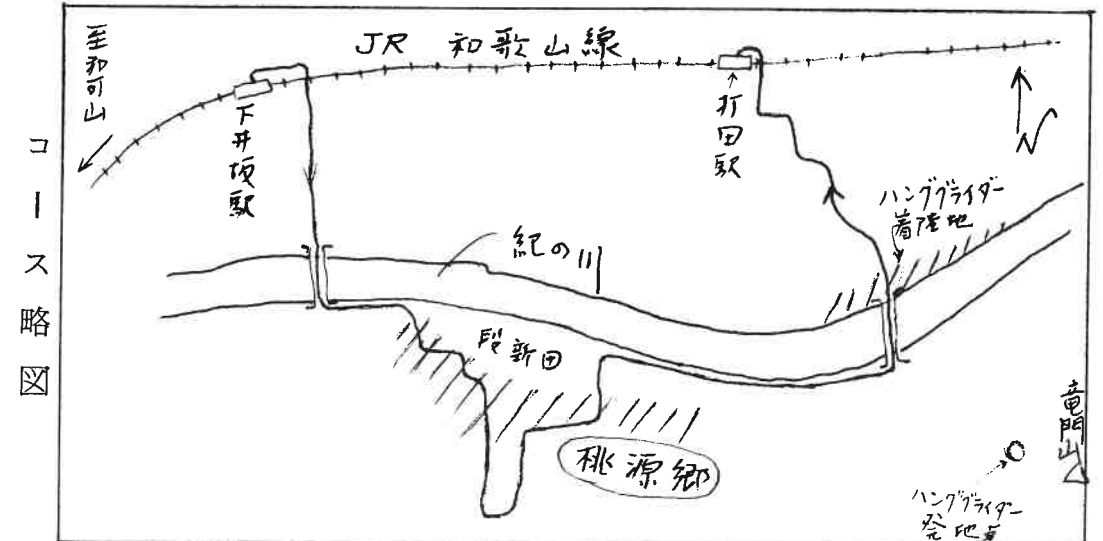 コース略図
至和可山
JR 和歌山線
下井坂駅
打田駅
N
ハンググライダー
着陸地
紀の川
段新田
桃源郷
竜門山
ハンググライダー
発地点